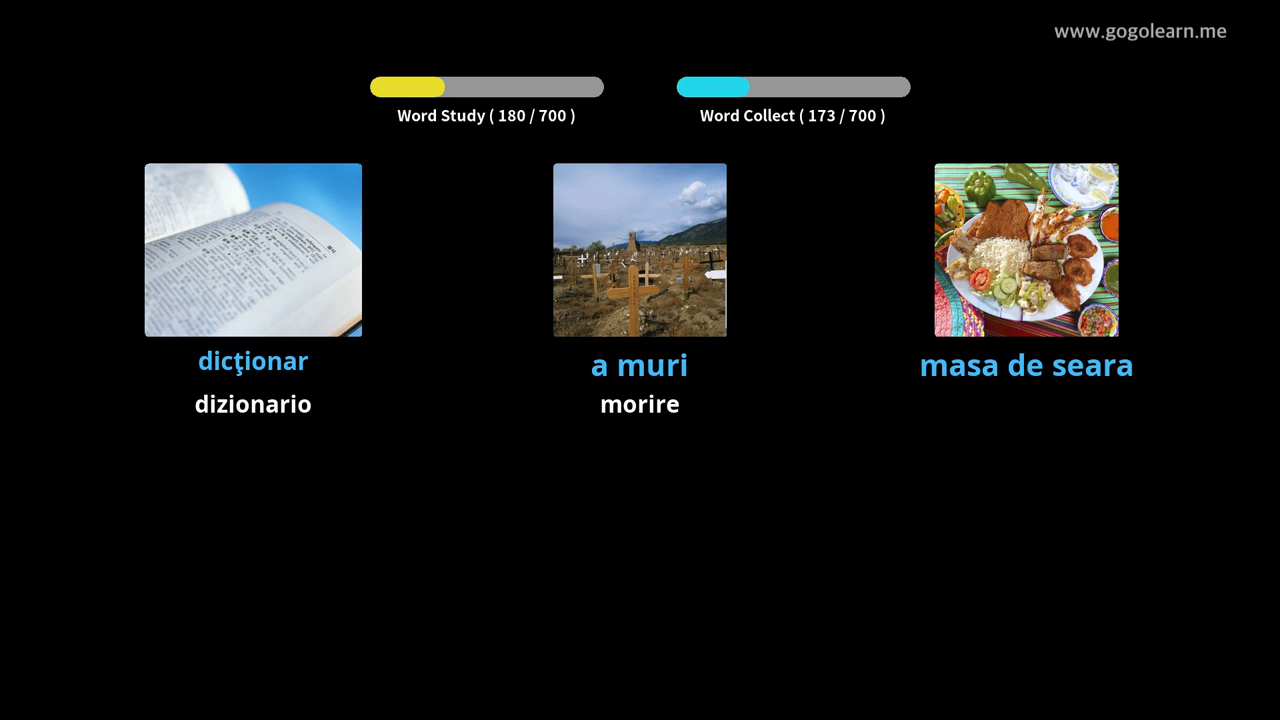 www.gogolearn.me
Word Study ( 180 / 700 )
Word Collect ( 173 / 700 )
dicţionar
a muri
masa de seara
dizionario
morire